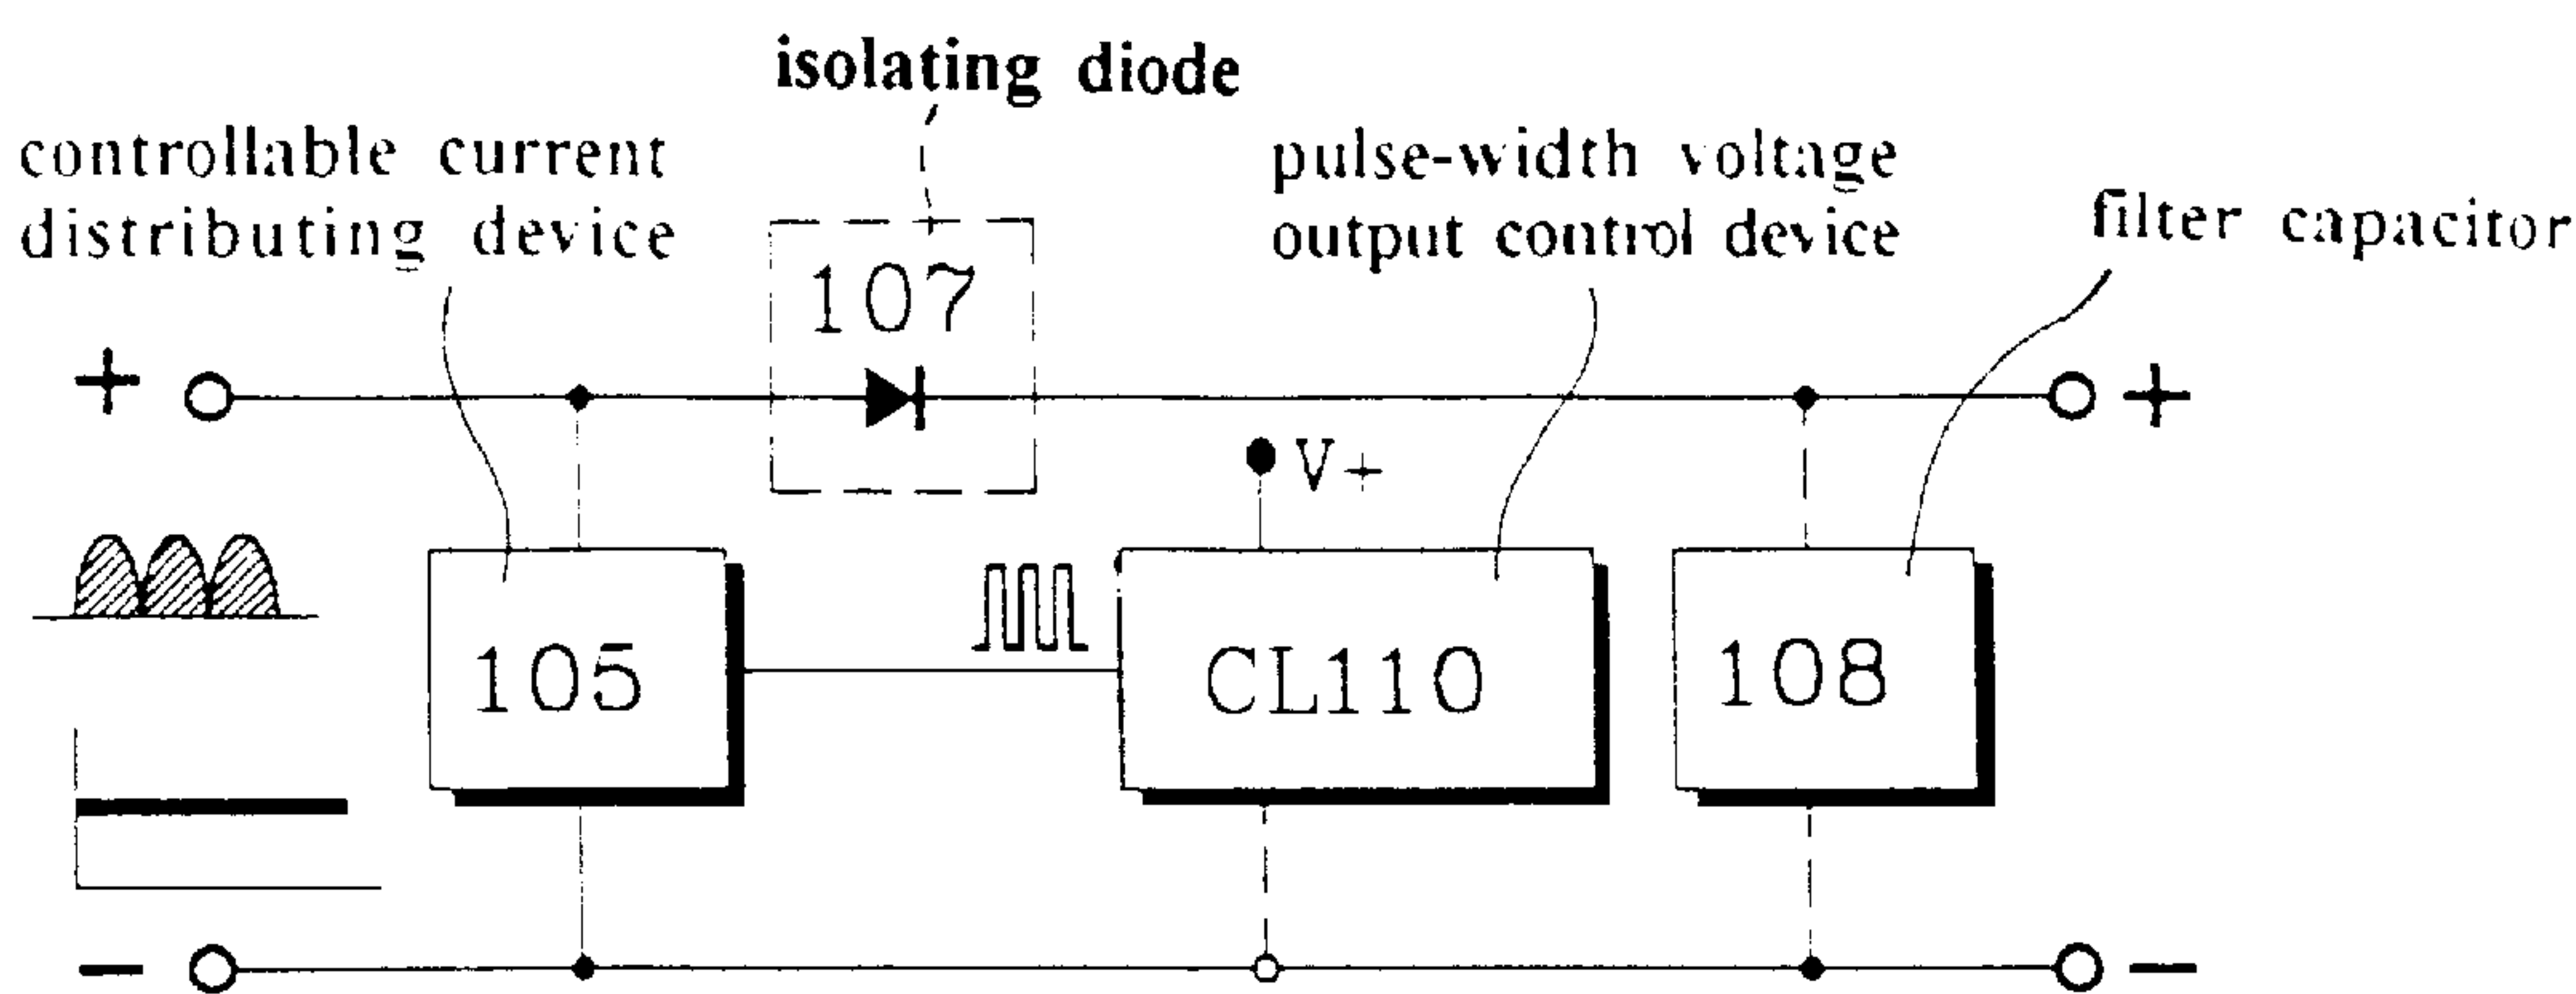 isolating diode
controllable current
distributing device
pulse-width voltage
output control device
filter capacitor
107
+
+
V+
105
CL110
108
−
−